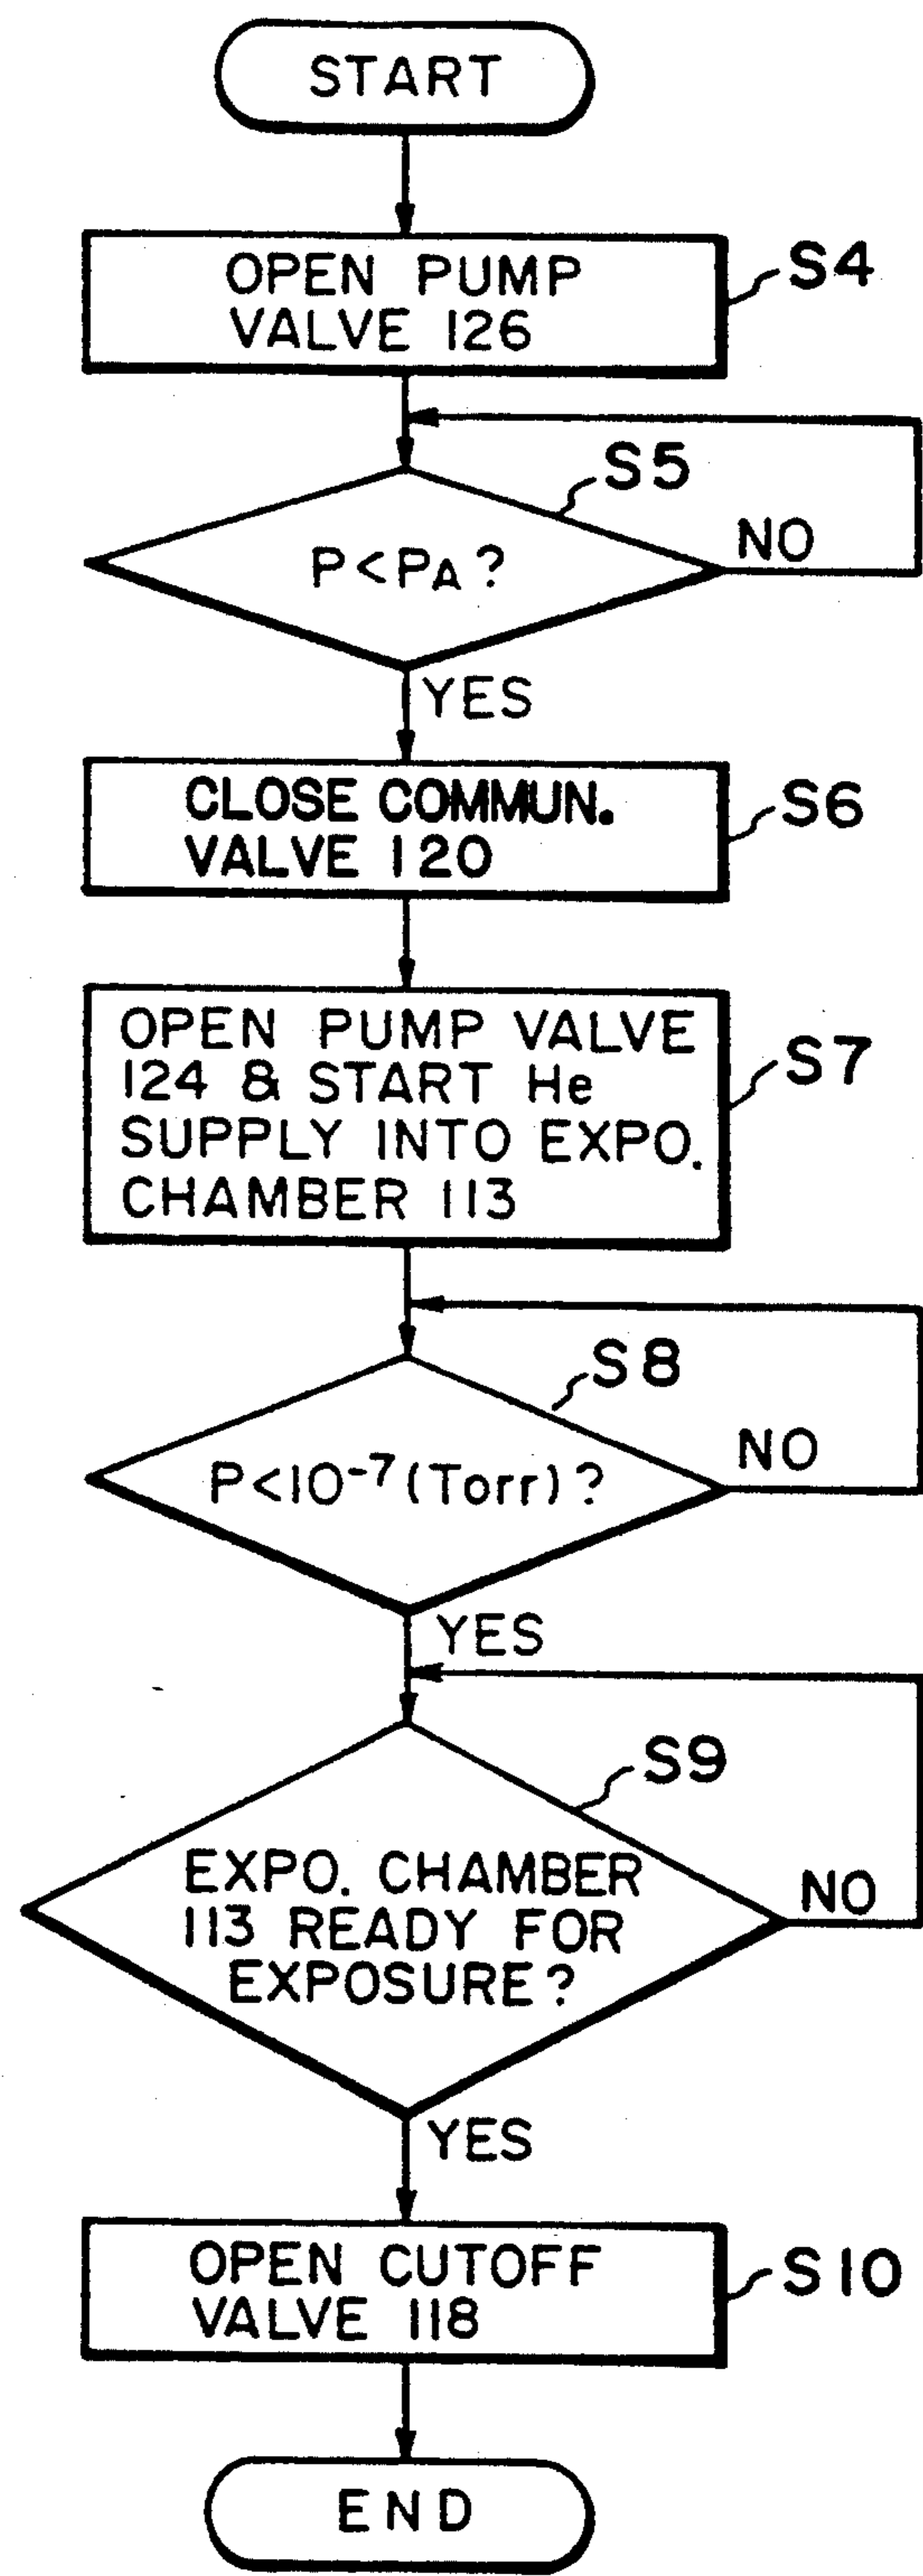 START
OPEN PUMP
VALVE 126
S4
S5
P<PA?
NO
YES
CLOSE COMMUN.
VALVE 120
S6
OPEN PUMP VALVE
124 & START He
SUPPLY INTO EXPO.
CHAMBER 113
S7
S8
P<10⁻⁷(Torr)?
NO
YES
S9
EXPO. CHAMBER
113 READY FOR
EXPOSURE?
NO
YES
OPEN CUTOFF
VALVE 118
S10
END